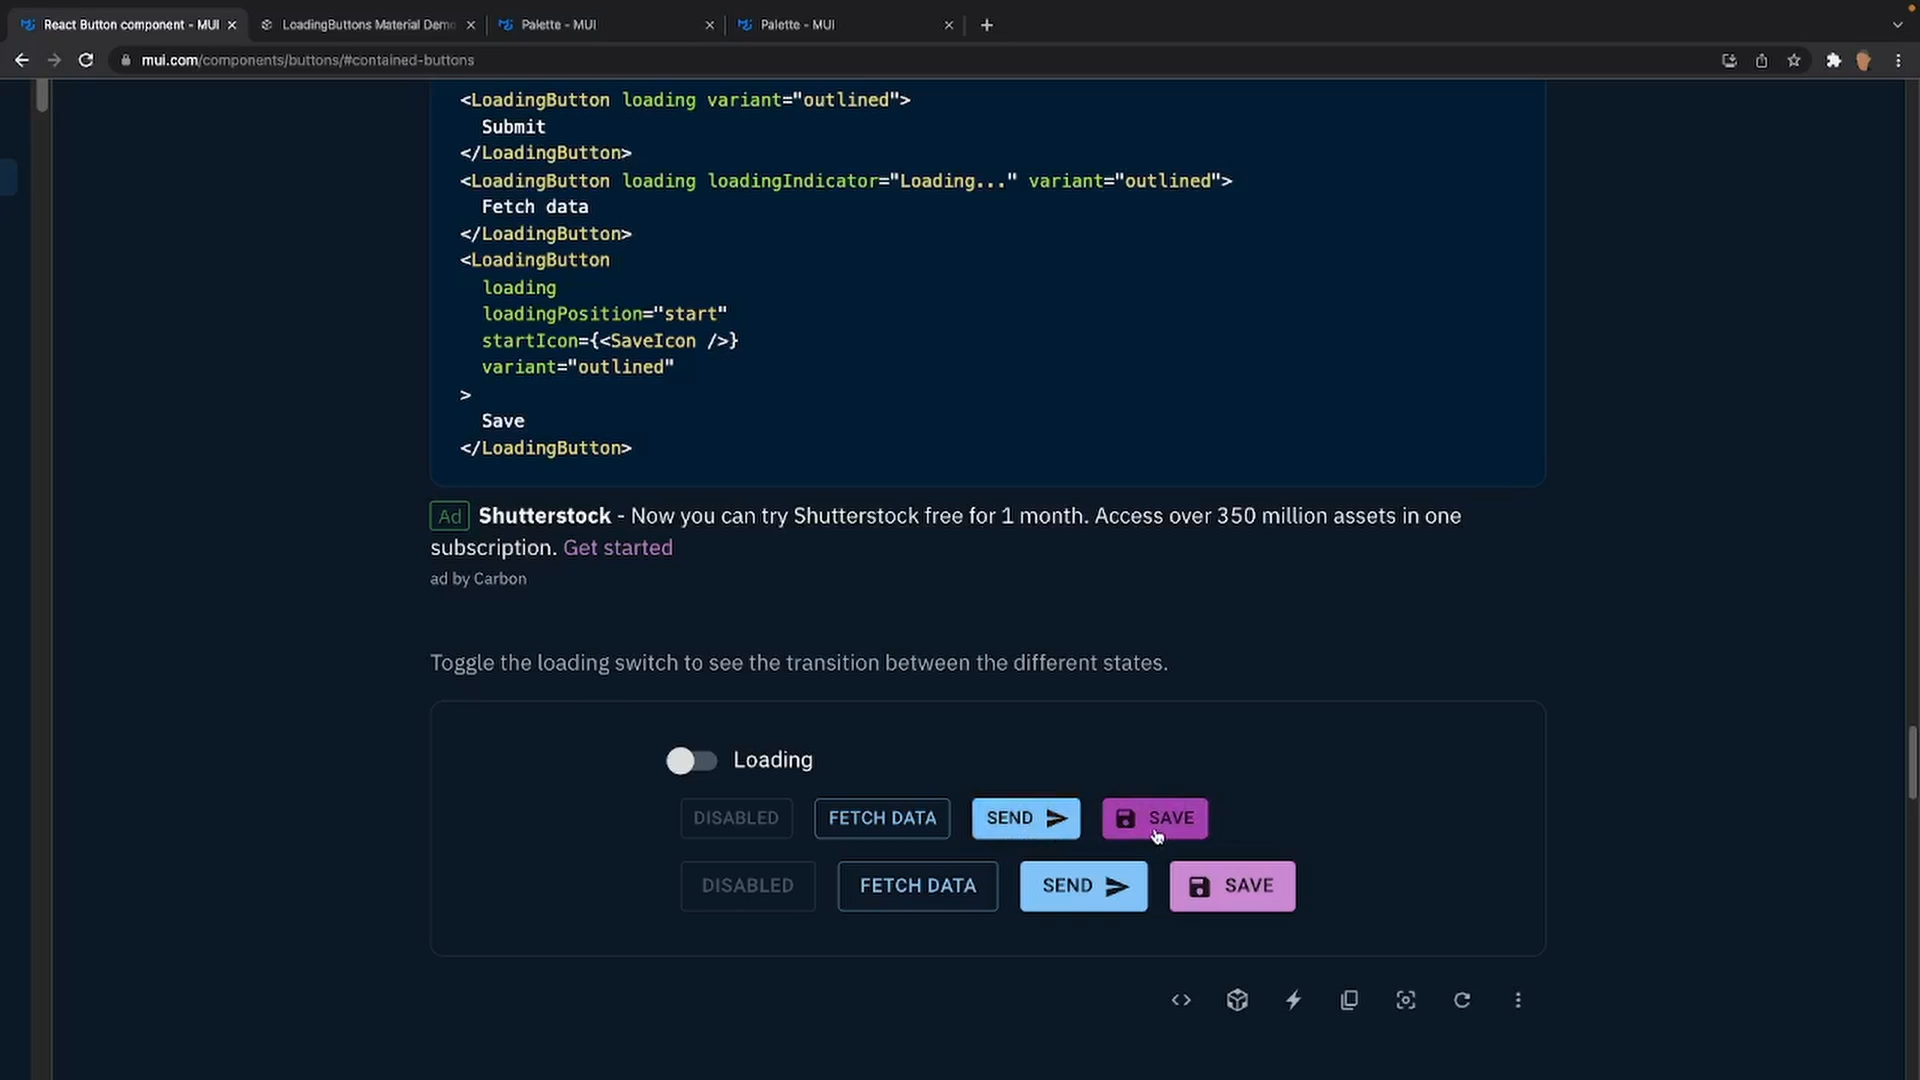 React Button component - MUI
LoadingButtons Material Demo
Palette - MUI
Palette - MUI
mui.com/components/buttons/#contained-buttons
<LoadingButton loading variant="outlined">
Submit
</LoadingButton>
<LoadingButton loading loadingIndicator="Loading..." variant="outlined">
Fetch data
</LoadingButton>
<LoadingButton
loading
loadingPosition="start"
startIcon={<SaveIcon />}
variant="outlined"
>
Save
</LoadingButton>
Ad Shutterstock - Now you can try Shutterstock free for 1 month. Access over 350 million assets in one
subscription. Get started
ad by Carbon
Toggle the loading switch to see the transition between the different states.
Loading
DISABLED FETCH DATA SEND SAVE
DISABLED FETCH DATA SEND SAVE